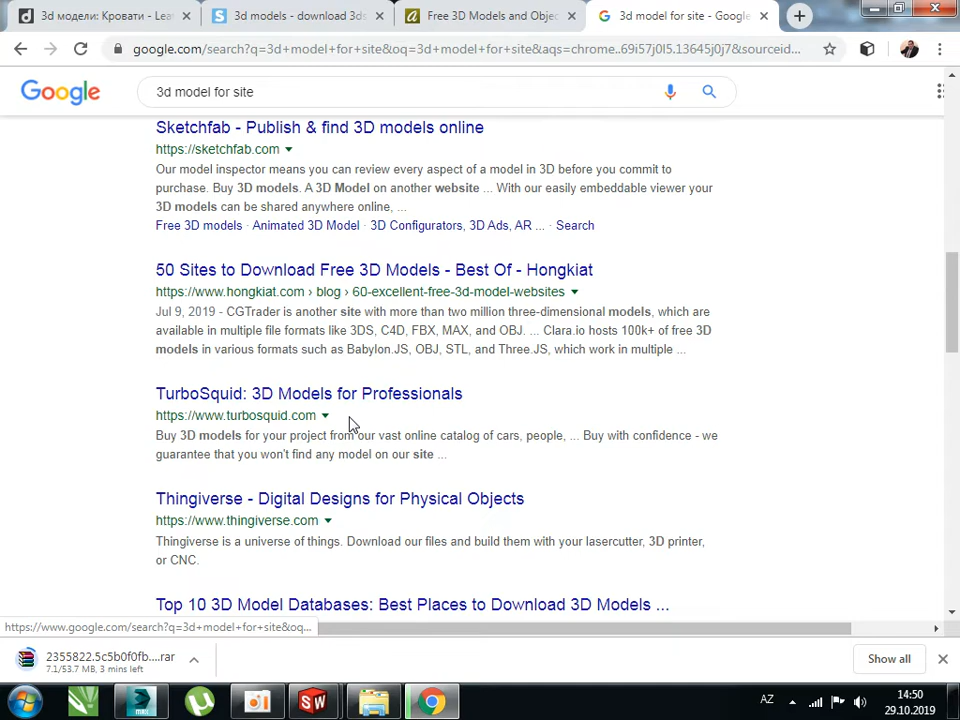 3d модели: Кровати - Leat
3d models - download 3ds
Free 3D Models and Objec
3d model for site - Google
google.com/search?q=3d+model+for+site&oq=3d+model+for+site&aqs=chrome..69i57j0l5.13645j0j7&sourceid...
Google
3d model for site
Sketchfab - Publish & find 3D models online
https://sketchfab.com
Our model inspector means you can review every aspect of a model in 3D before you commit to
purchase. Buy 3D models. A 3D Model on another website ... With our easily embeddable viewer your
3D models can be shared anywhere online, ...
Free 3D models · Animated 3D Model · 3D Configurators, 3D Ads, AR ... · Search
50 Sites to Download Free 3D Models - Best Of - Hongkiat
https://www.hongkiat.com › blog › 60-excellent-free-3d-model-websites
Jul 9, 2019 - CGTrader is another site with more than two million three-dimensional models, which are
available in multiple file formats like 3DS, C4D, FBX, MAX, and OBJ. ... Clara.io hosts 100k+ of free 3D
models in various formats such as Babylon.JS, OBJ, STL, and Three.JS, which work in multiple ...
TurboSquid: 3D Models for Professionals
https://www.turbosquid.com
Buy 3D models for your project from our vast online catalog of cars, people, ... Buy with confidence - we
guarantee that you won't find any model on our site ...
Thingiverse - Digital Designs for Physical Objects
https://www.thingiverse.com
Thingiverse is a universe of things. Download our files and build them with your lasercutter, 3D printer,
or CNC.
Top 10 3D Model Databases: Best Places to Download 3D Models ...
https://www.google.com/search?q=3d+model+for+site&oq...
2355822.5c5b0f0fb....rar
7.1/53.7 MB, 3 mins left
Show all
AZ
14:50
29.10.2019